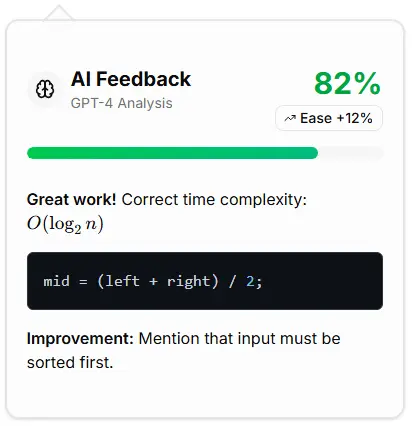 AI Feedback
GPT-4 Analysis
82%
Ease +12%
Great work! Correct time complexity:
O(log₂ n)
mid = (left + right) / 2;
Improvement: Mention that input must be
sorted first.